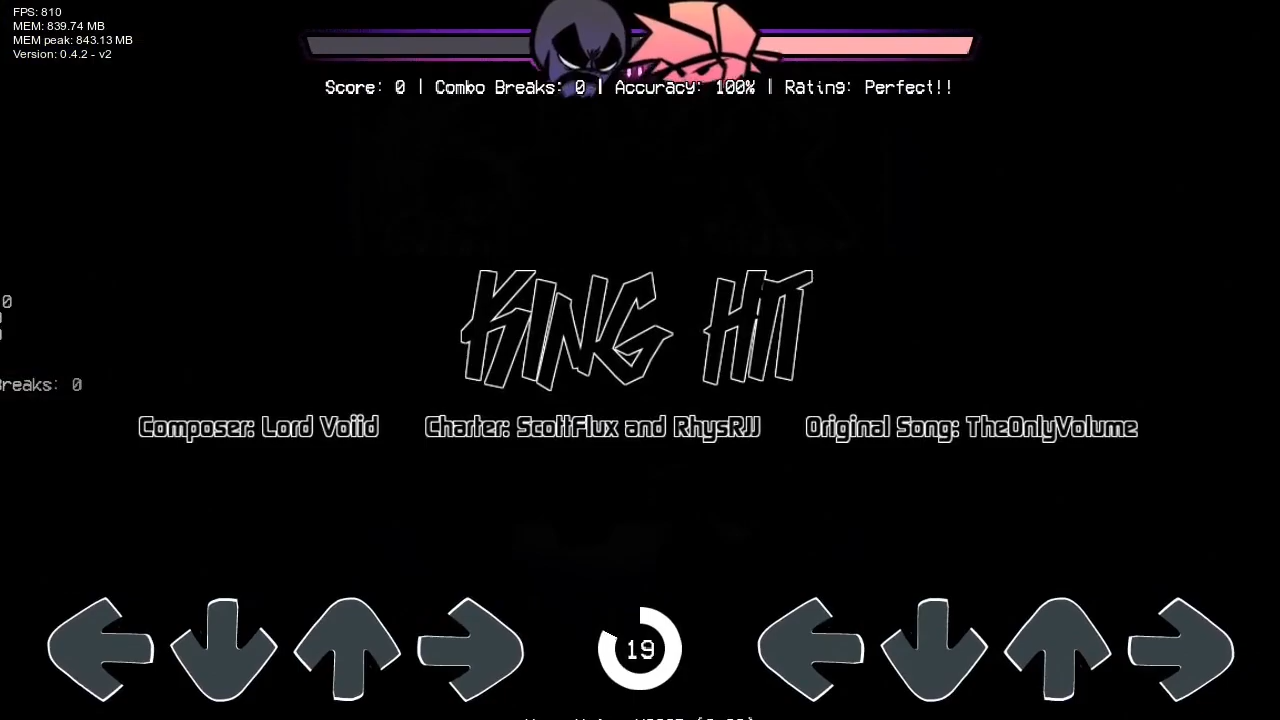 FPS: 810
MEM: 839.74 MB
MEM peak: 843.13 MB
Version: 0.4.2 - v2
Score: 0 | Combo Breaks: 0 | Accuracy: 100% | Rating: Perfect!!
0
KING HIT
reaks: 0
Composer: Lord Voiid Charter: ScottFlux and RhysRJJ Original Song: TheOnlyVolume
19